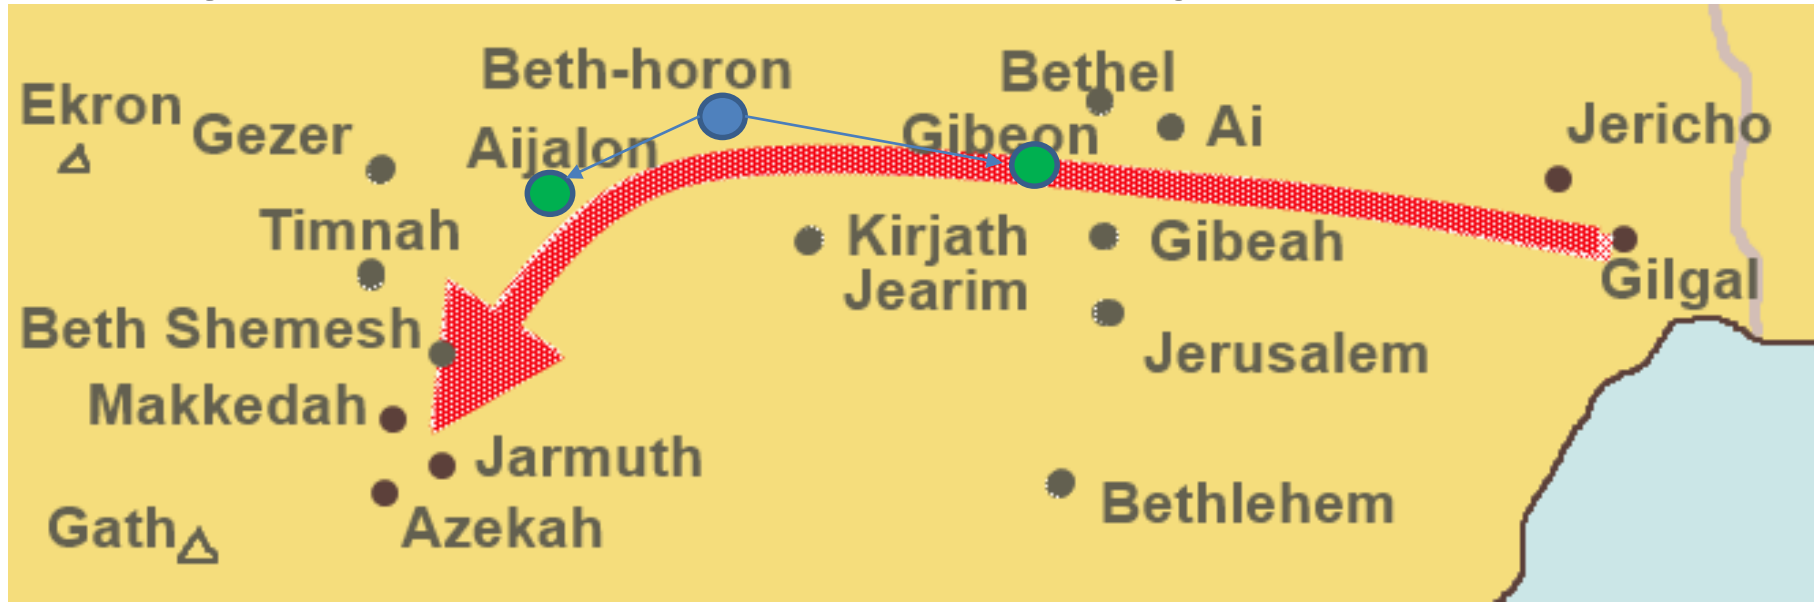 Beth-horon
Bethel
Ekron
Gezer
Aijalon
Gibeon
Ai
Jericho
Timnah
Kirjath
Jearim
Gibeah
Gilgal
Beth Shemesh
Jerusalem
Makkedah
Jarmuth
Bethlehem
Gath
Azekah